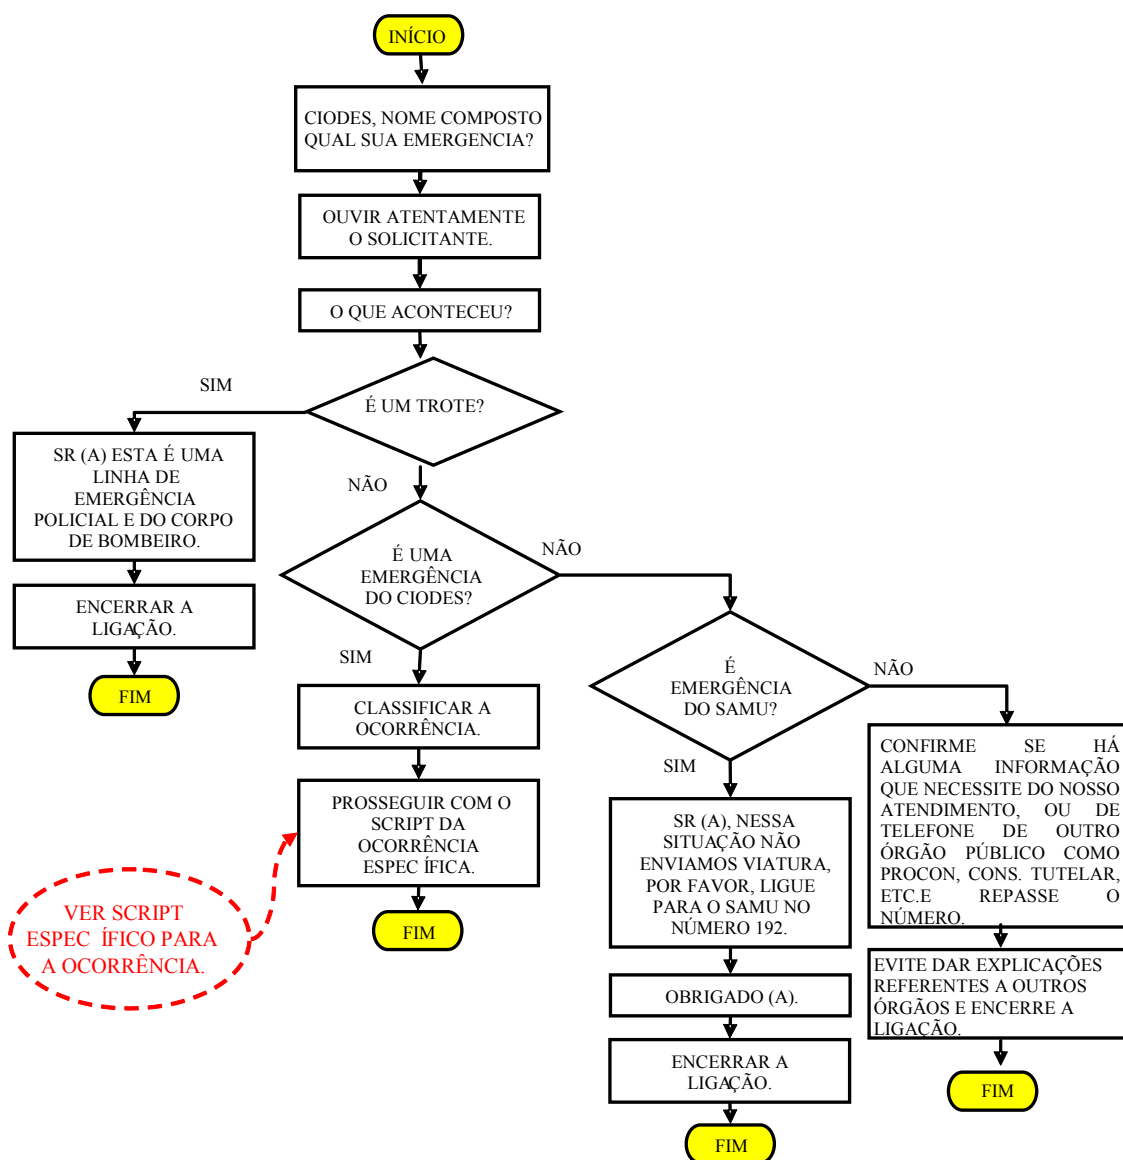 INÍCIO
CIODES, NOME COMPOSTO
QUAL SUA EMERGENCIA?
OUVIR ATENTAMENTE
O SOLICITANTE.
O QUE ACONTECEU?
É UM TROTE?
SIM
SR (A) ESTA É UMA
LINHA DE
EMERGÊNCIA
POLICIAL E DO CORPO
DE BOMBEIRO.
ENCERRAR A
LIGAÇÃO.
FIM
NÃO
É UMA
EMERGÊNCIA
DO CIODES?
SIM
CLASSIFICAR A
OCORRÊNCIA.
PROSSEGUIR COM O
SCRIPT DA
OCORRÊNCIA
ESPEC ÍFICA.
FIM
VER SCRIPT
ESPEC ÍFICO PARA
A OCORRÊNCIA.
NÃO
É
EMERGÊNCIA
DO SAMU?
SIM
SR (A), NESSA
SITUAÇÃO NÃO
ENVIAMOS VIATURA,
POR FAVOR, LIGUE
PARA O SAMU NO
NÚMERO 192.
OBRIGADO (A).
ENCERRAR A
LIGAÇÃO.
FIM
NÃO
CONFIRME SE HÁ
ALGUMA INFORMAÇÃO
QUE NECESSITE DO NOSSO
ATENDIMENTO, OU DE
TELEFONE DE OUTRO
ÓRGÃO PÚBLICO COMO
PROCON, CONS. TUTELAR,
ETC.E REPASSE O
NÚMERO.
EVITE DAR EXPLICAÇÕES
REFERENTES A OUTROS
ÓRGÃOS E ENCERRE A
LIGAÇÃO.
FIM